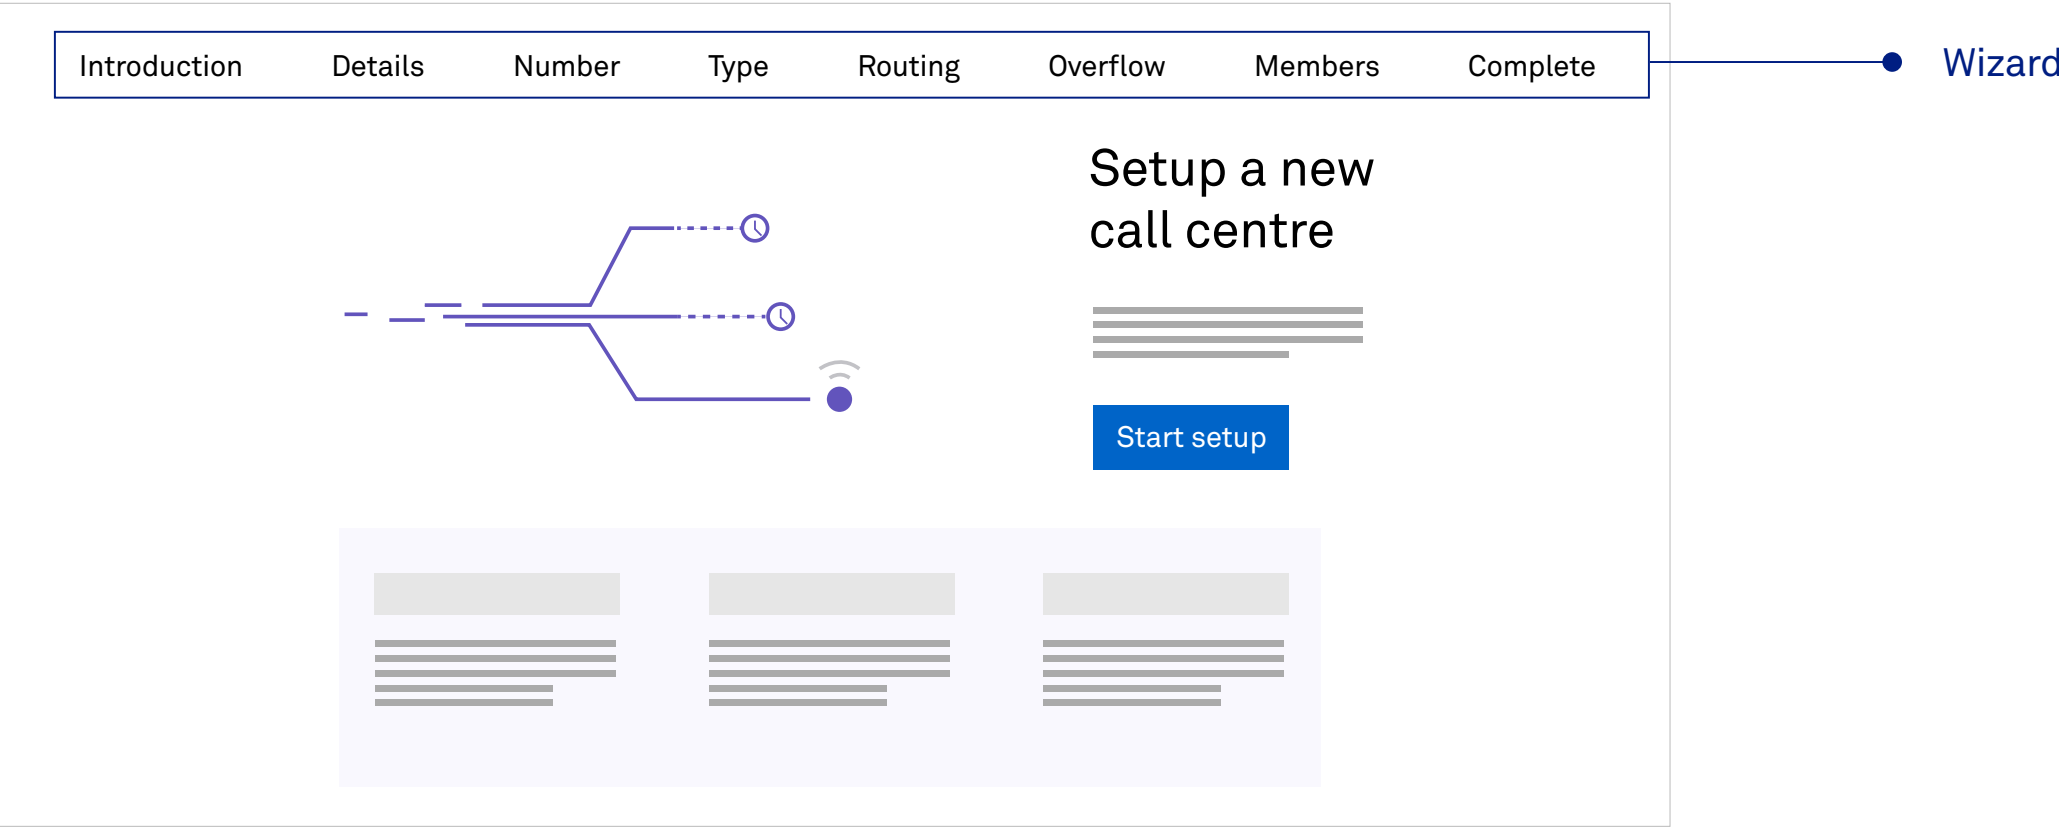 Introduction Details Number Type Routing Overflow Members Complete
Wizard
Setup a new
call centre
Start setup